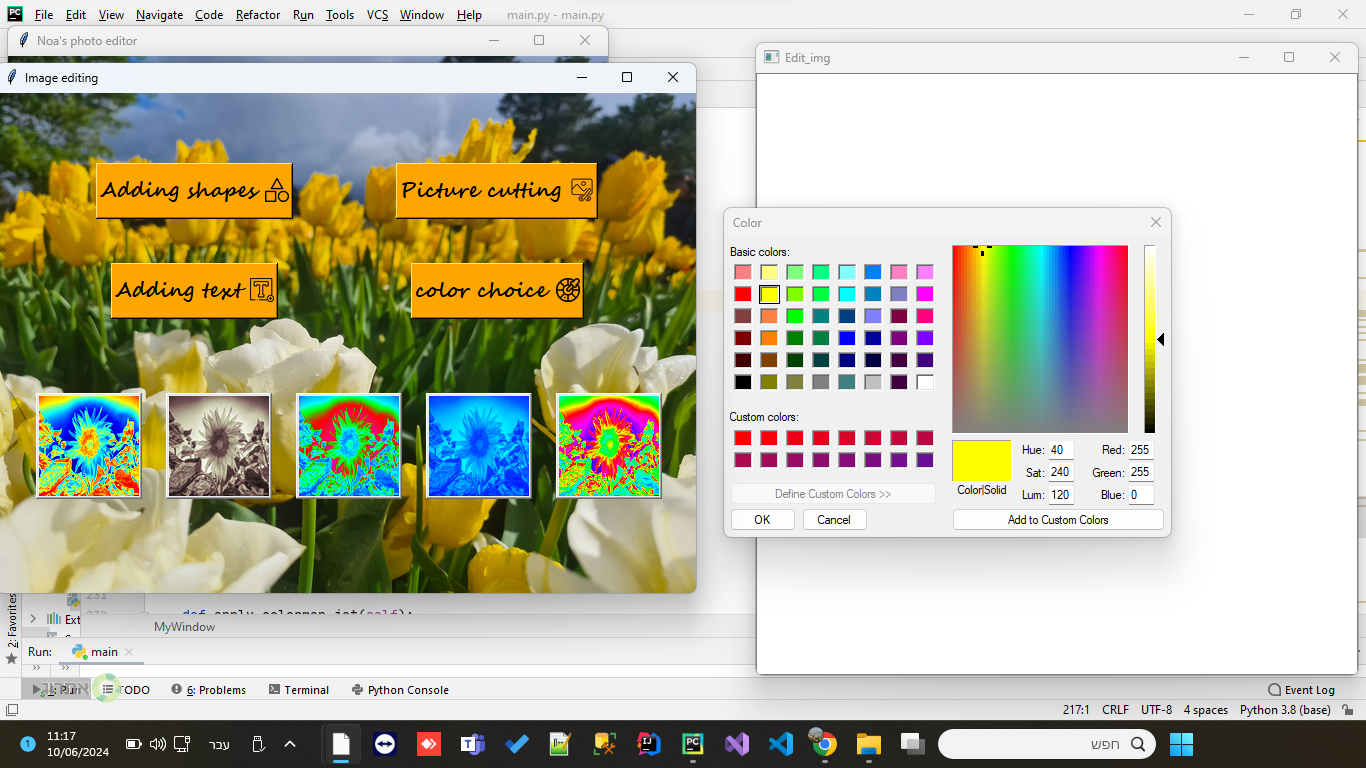 File Edit View Navigate Code Refactor Run Tools VCS Window Help main.py - main.py
Noa's photo editor
Edit_img
Image editing
Adding shapes
Picture cutting
Adding text
color choice
Color
Basic colors:
Custom colors:
Define Custom Colors >>
OK
Cancel
Color|Solid
Hue: 40
Red: 255
Sat: 240
Green: 255
Lum: 120
Blue: 0
Add to Custom Colors
2: Favorites
Ext
MyWindow
Run: main
TODO
6: Problems
Terminal
Python Console
Event Log
217:1 CRLF UTF-8 4 spaces Python 3.8 (base)
1
11:17
10/06/2024
עבר
חפש